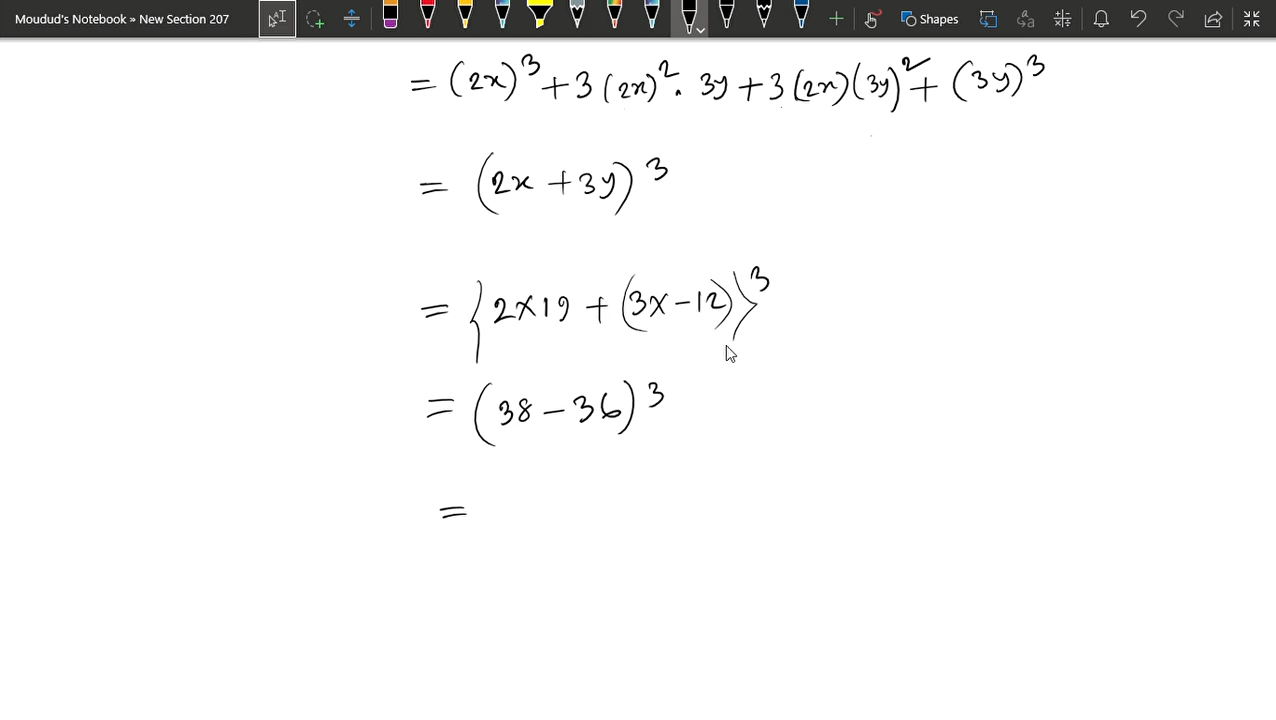 Moudud's Notebook » New Section 207 Shapes
= (2x)³ + 3 (2x)² · 3y + 3 (2x) (3y)² + (3y)³
= (2x + 3y)³
= {2×19 + (3×-12)}³
= (38 - 36)³
=